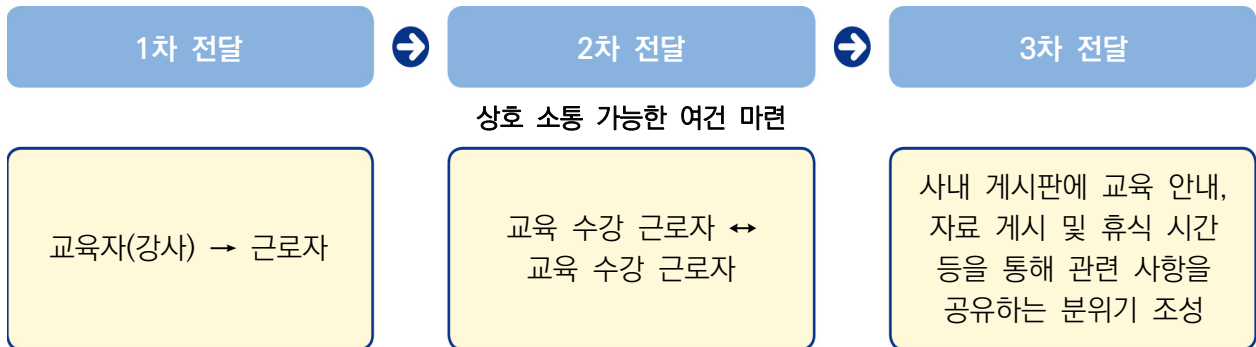 1차 전달
2차 전달
3차 전달
상호 소통 가능한 여건 마련
교육자(강사) → 근로자
교육 수강 근로자 ↔
교육 수강 근로자
사내 게시판에 교육 안내,
자료 게시 및 휴식 시간
등을 통해 관련 사항을
공유하는 분위기 조성